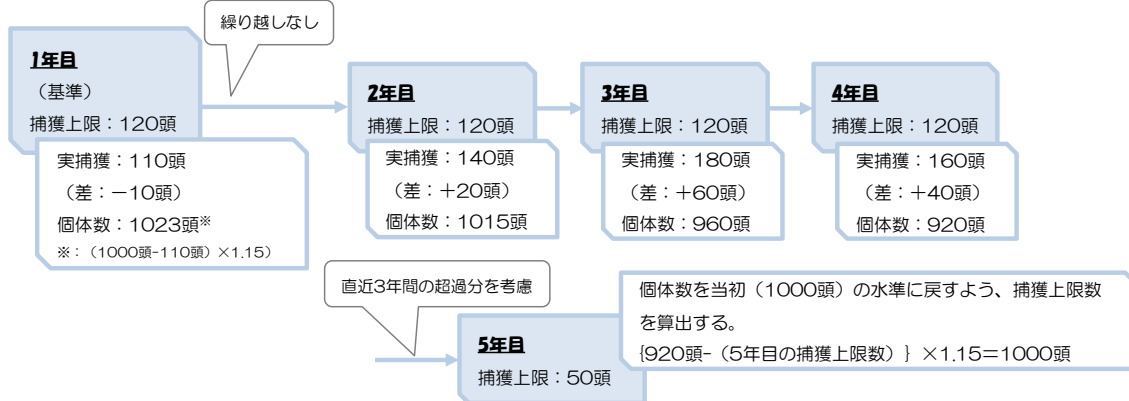 繰り越しなし
1年目
(基準)
捕獲上限:120頭
実捕獲:110頭
(差:-10頭)
個体数:1023頭※
※:(1000頭-110頭)×1.15)
2年目
捕獲上限:120頭
実捕獲:140頭
(差:+20頭)
個体数:1015頭
3年目
捕獲上限:120頭
実捕獲:180頭
(差:+60頭)
個体数:960頭
4年目
捕獲上限:120頭
実捕獲:160頭
(差:+40頭)
個体数:920頭
直近3年間の超過分を考慮
5年目
捕獲上限:50頭
個体数を当初(1000頭)の水準に戻すよう、捕獲上限数
を算出する。
{920頭-(5年目の捕獲上限数)}×1.15=1000頭